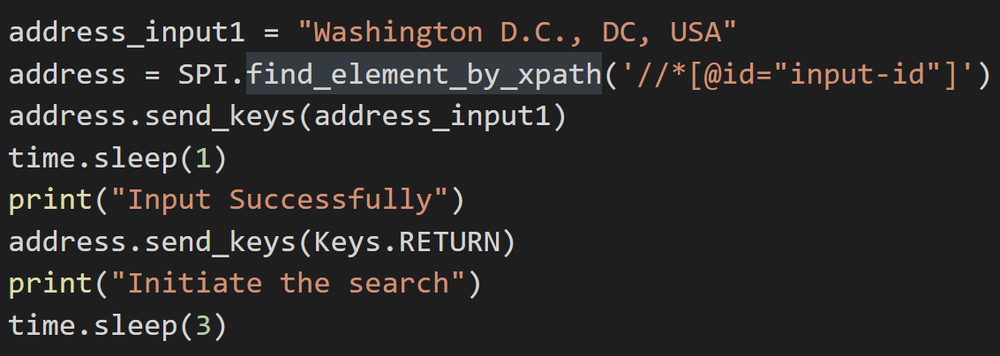 address_input1 = "Washington D.C., DC, USA"
address = SPI.find_element_by_xpath('//*[@id="input-id"]')
address.send_keys(address_input1)
time.sleep(1)
print("Input Successfully")
address.send_keys(Keys.RETURN)
print("Initiate the search")
time.sleep(3)